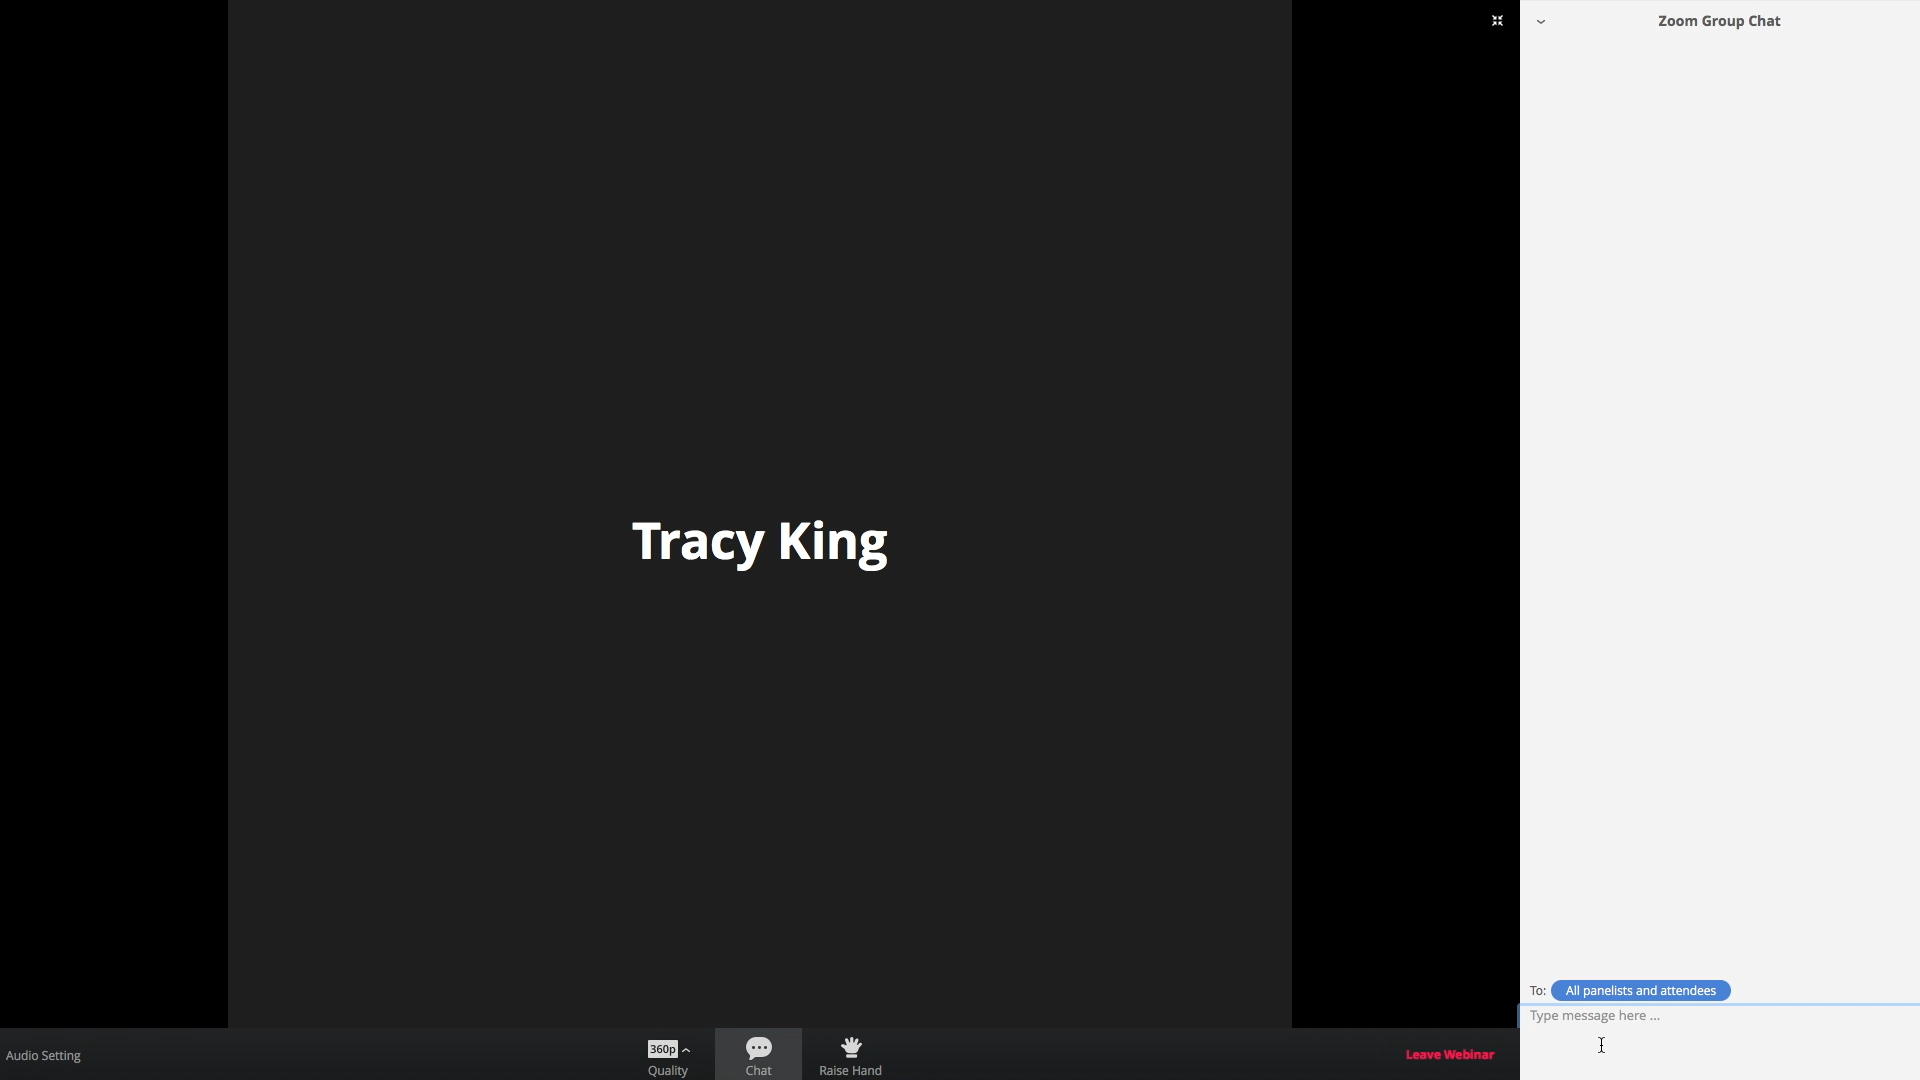 Zoom Group Chat
Tracy King
To: All panelists and attendees
Type message here ...
Audio Setting
360p
Quality
Chat
Raise Hand
Leave Webinar